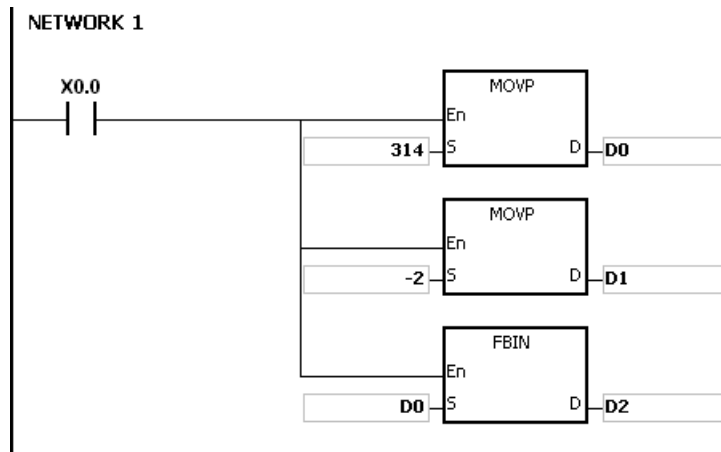 NETWORK 1
X0.0
MOVP
En
314 S D D0
MOVP
En
-2 S D D1
FBIN
En
D0 S D D2